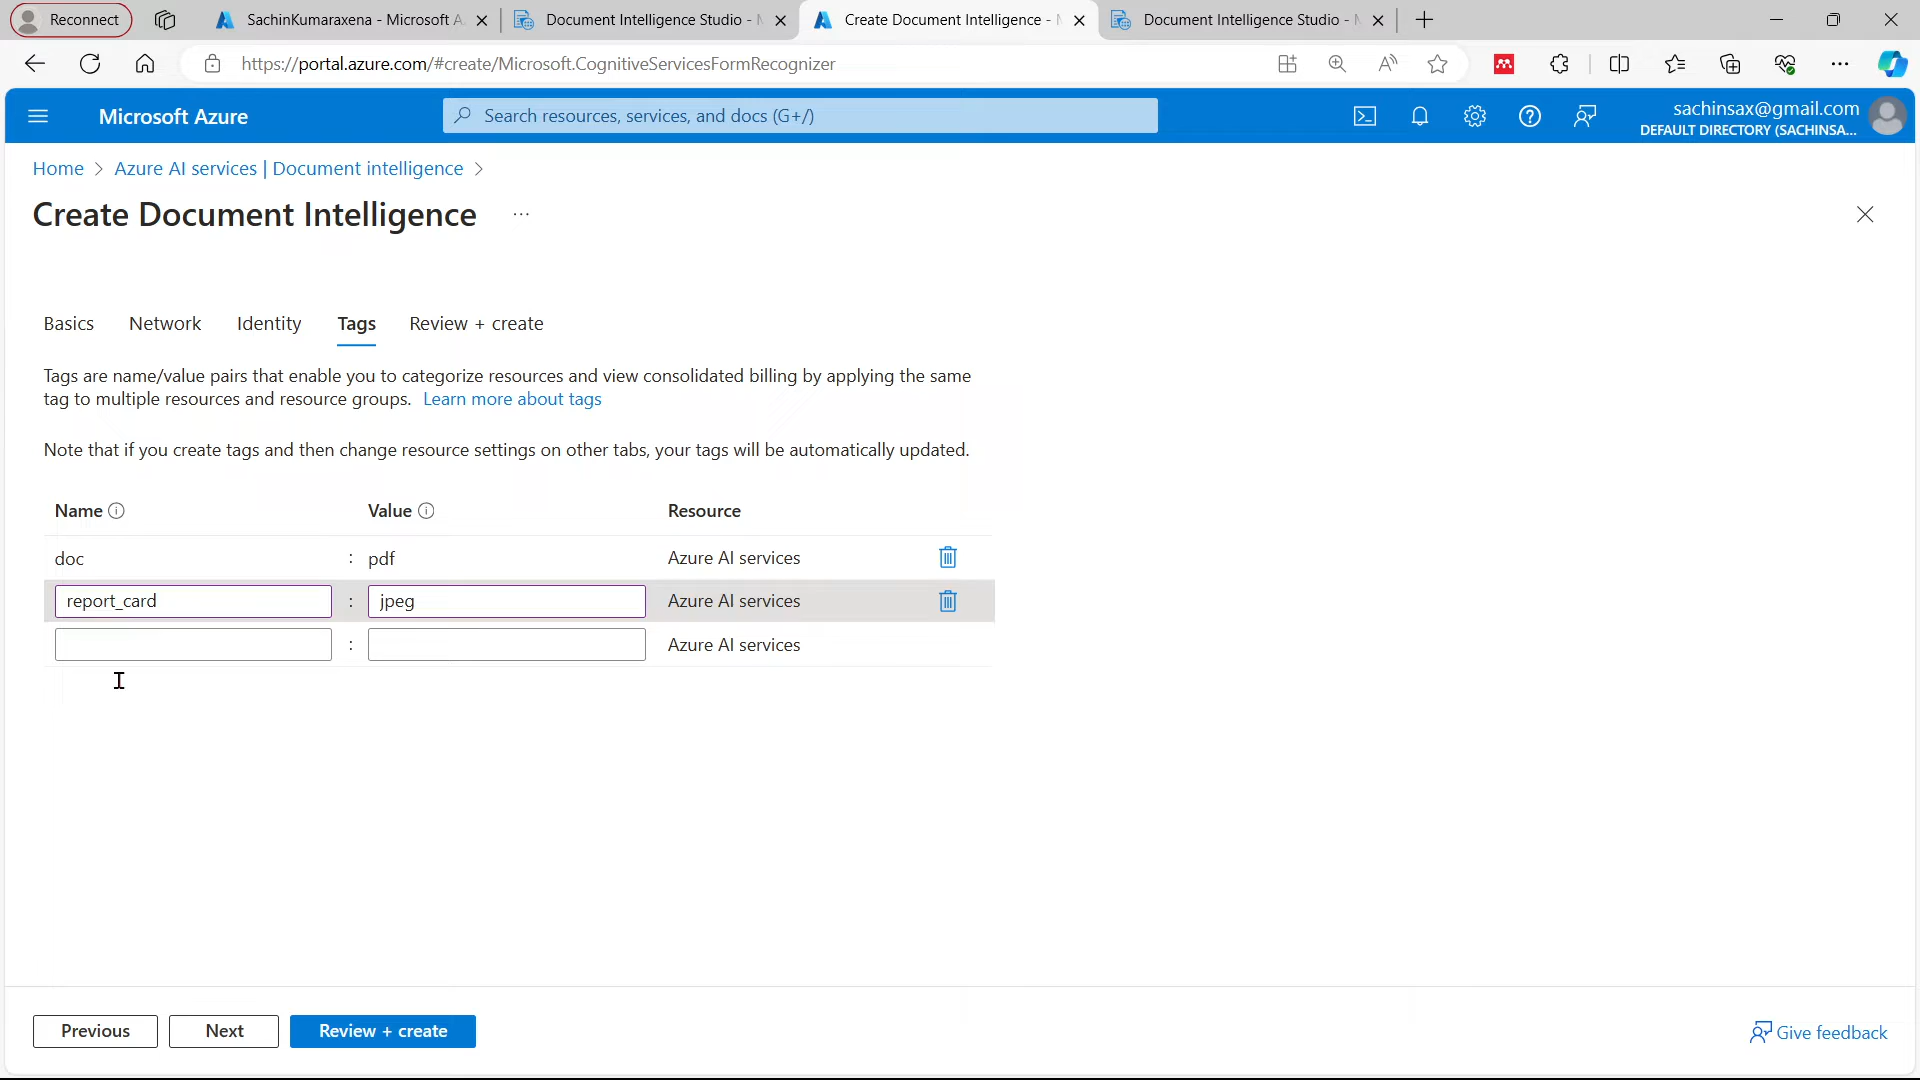 Reconnect
SachinKumaraxena - Microsoft A
Document Intelligence Studio -
Create Document Intelligence -
Document Intelligence Studio -
https://portal.azure.com/#create/Microsoft.CognitiveServicesFormRecognizer
Microsoft Azure
Search resources, services, and docs (G+/)
sachinsax@gmail.com
DEFAULT DIRECTORY (SACHINSA...
Home > Azure AI services | Document intelligence >
Create Document Intelligence ...
Basics Network Identity Tags Review + create
Tags are name/value pairs that enable you to categorize resources and view consolidated billing by applying the same
tag to multiple resources and resource groups. Learn more about tags
Note that if you create tags and then change resource settings on other tabs, your tags will be automatically updated.
Name Value Resource
doc : pdf Azure AI services
report_card : jpeg Azure AI services
: Azure AI services
Previous Next Review + create Give feedback